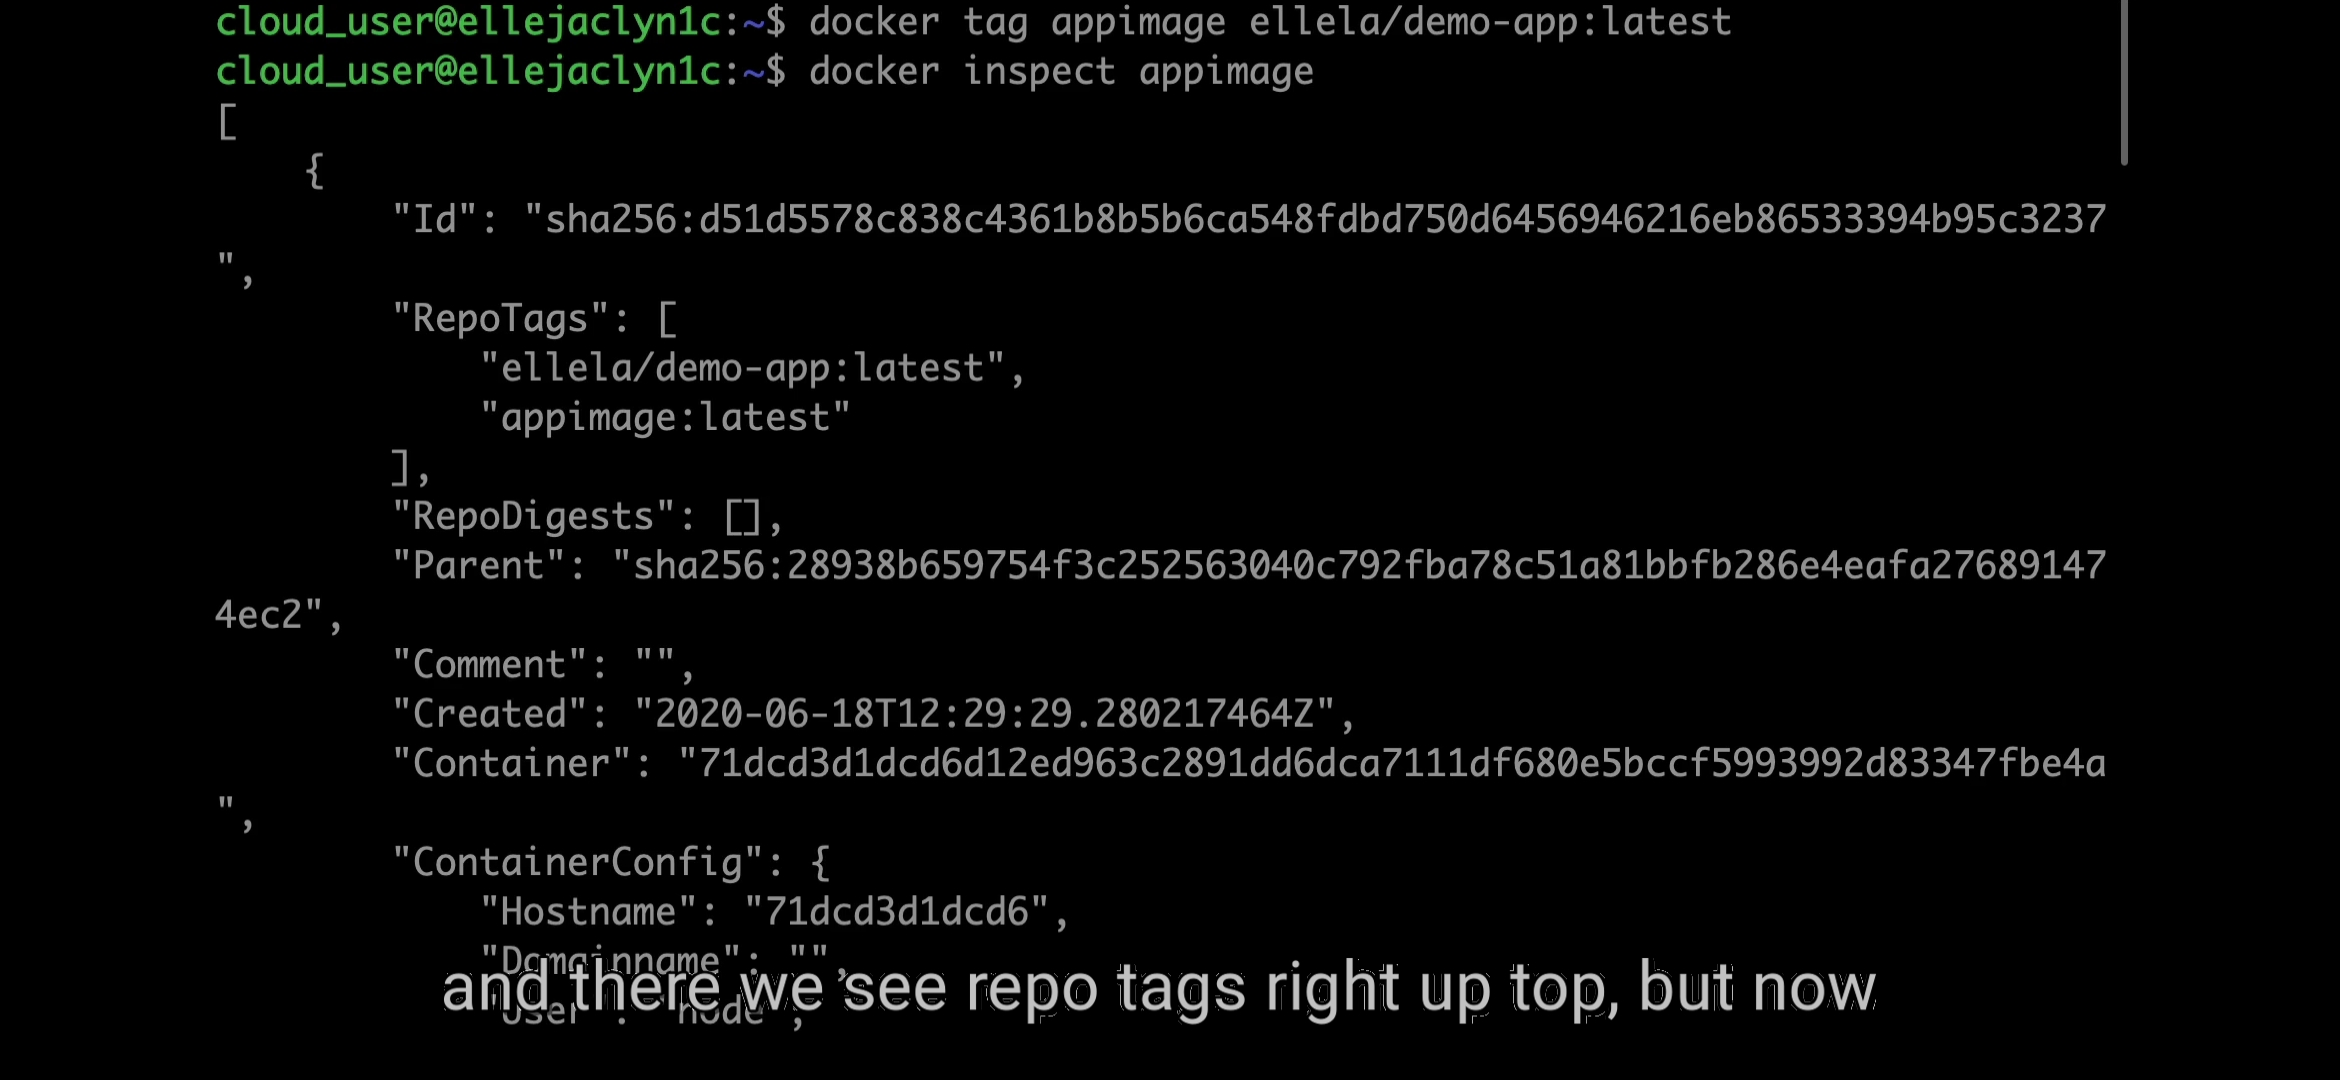 cloud_user@ellejaclyn1c:~$ docker tag appimage ellela/demo-app:latest
cloud_user@ellejaclyn1c:~$ docker inspect appimage
[
    {
        "Id": "sha256:d51d5578c838c4361b8b5b6ca548fdbd750d6456946216eb86533394b95c3237
",
        "RepoTags": [
            "ellela/demo-app:latest",
            "appimage:latest"
        ],
        "RepoDigests": [],
        "Parent": "sha256:28938b659754f3c252563040c792fba78c51a81bbfb286e4eafa27689147
4ec2",
        "Comment": "",
        "Created": "2020-06-18T12:29:29.280217464Z",
        "Container": "71dcd3d1dcd6d12ed963c2891dd6dca7111df680e5bccf5993992d83347fbe4a
",
        "ContainerConfig": {
            "Hostname": "71dcd3d1dcd6",
            "Domainname": "",
            "User": "node",
and there we see repo tags right up top, but now